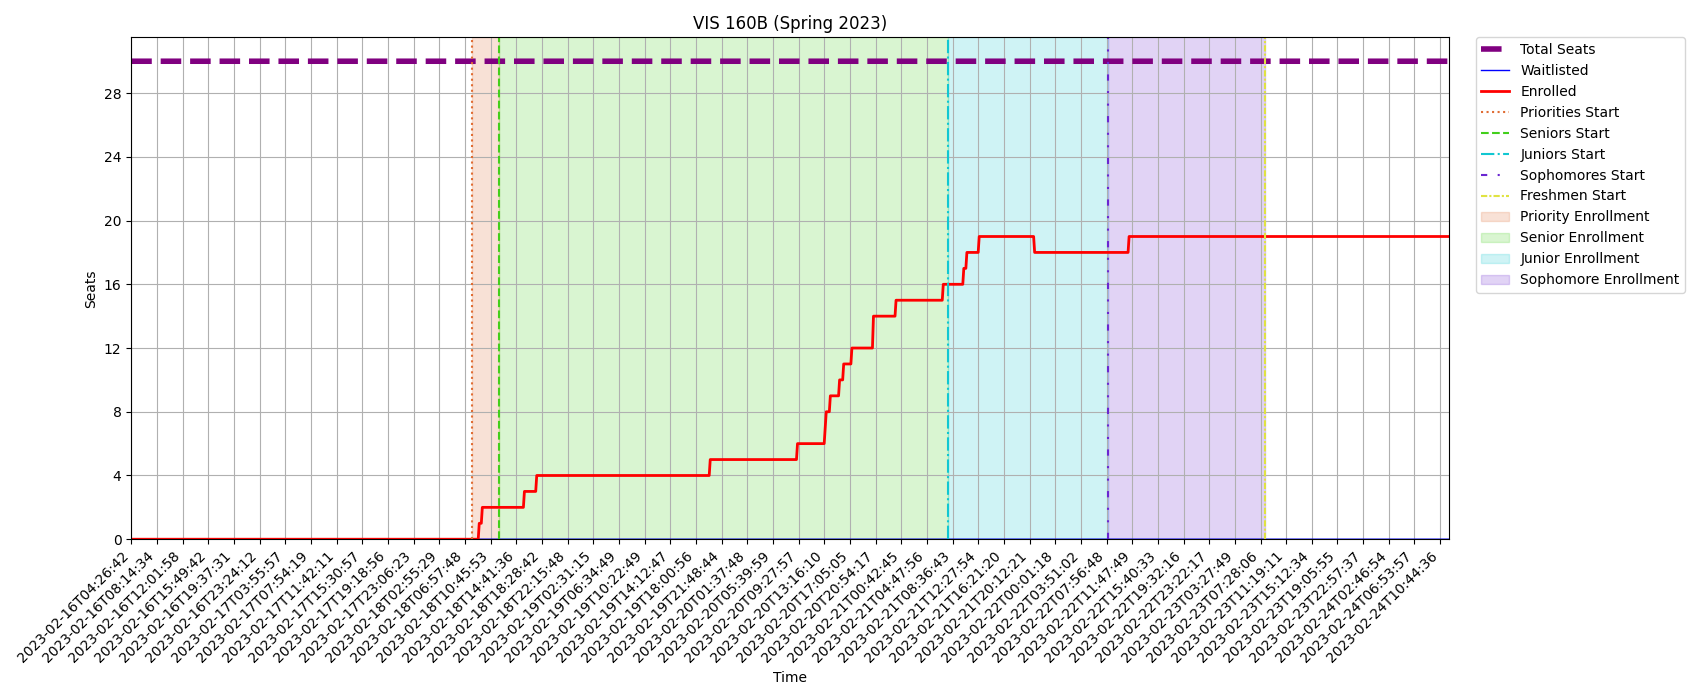 VIS 160B (Spring 2023)
Total Seats
Waitlisted
Enrolled
Priorities Start
Seniors Start
Juniors Start
Sophomores Start
Freshmen Start
Priority Enrollment
Senior Enrollment
Junior Enrollment
Sophomore Enrollment
Seats
28
24
20
16
12
8
4
0
2023-02-16T04:26:42
2023-02-16T08:14:34
2023-02-16T12:01:58
2023-02-16T15:49:42
2023-02-16T19:37:31
2023-02-16T23:24:12
2023-02-17T03:55:57
2023-02-17T07:54:19
2023-02-17T11:42:11
2023-02-17T15:30:57
2023-02-17T19:18:56
2023-02-17T23:06:23
2023-02-18T02:55:29
2023-02-18T06:57:48
2023-02-18T10:45:53
2023-02-18T14:41:36
2023-02-18T18:28:42
2023-02-18T22:15:48
2023-02-19T02:31:15
2023-02-19T06:34:49
2023-02-19T10:22:49
2023-02-19T14:12:47
2023-02-19T18:00:56
2023-02-19T21:48:44
2023-02-20T01:37:48
2023-02-20T05:39:59
2023-02-20T09:27:57
2023-02-20T13:16:10
2023-02-20T17:05:05
2023-02-20T20:54:17
2023-02-21T00:42:45
2023-02-21T04:47:56
2023-02-21T08:36:43
2023-02-21T12:27:54
2023-02-21T16:21:20
2023-02-21T20:12:21
2023-02-22T00:01:18
2023-02-22T03:51:02
2023-02-22T07:56:48
2023-02-22T11:47:49
2023-02-22T15:40:33
2023-02-22T19:32:16
2023-02-22T23:22:17
2023-02-23T03:27:49
2023-02-23T07:28:06
2023-02-23T11:19:11
2023-02-23T15:12:34
2023-02-23T19:05:55
2023-02-23T22:57:37
2023-02-24T02:46:54
2023-02-24T06:53:57
2023-02-24T10:44:36
Time